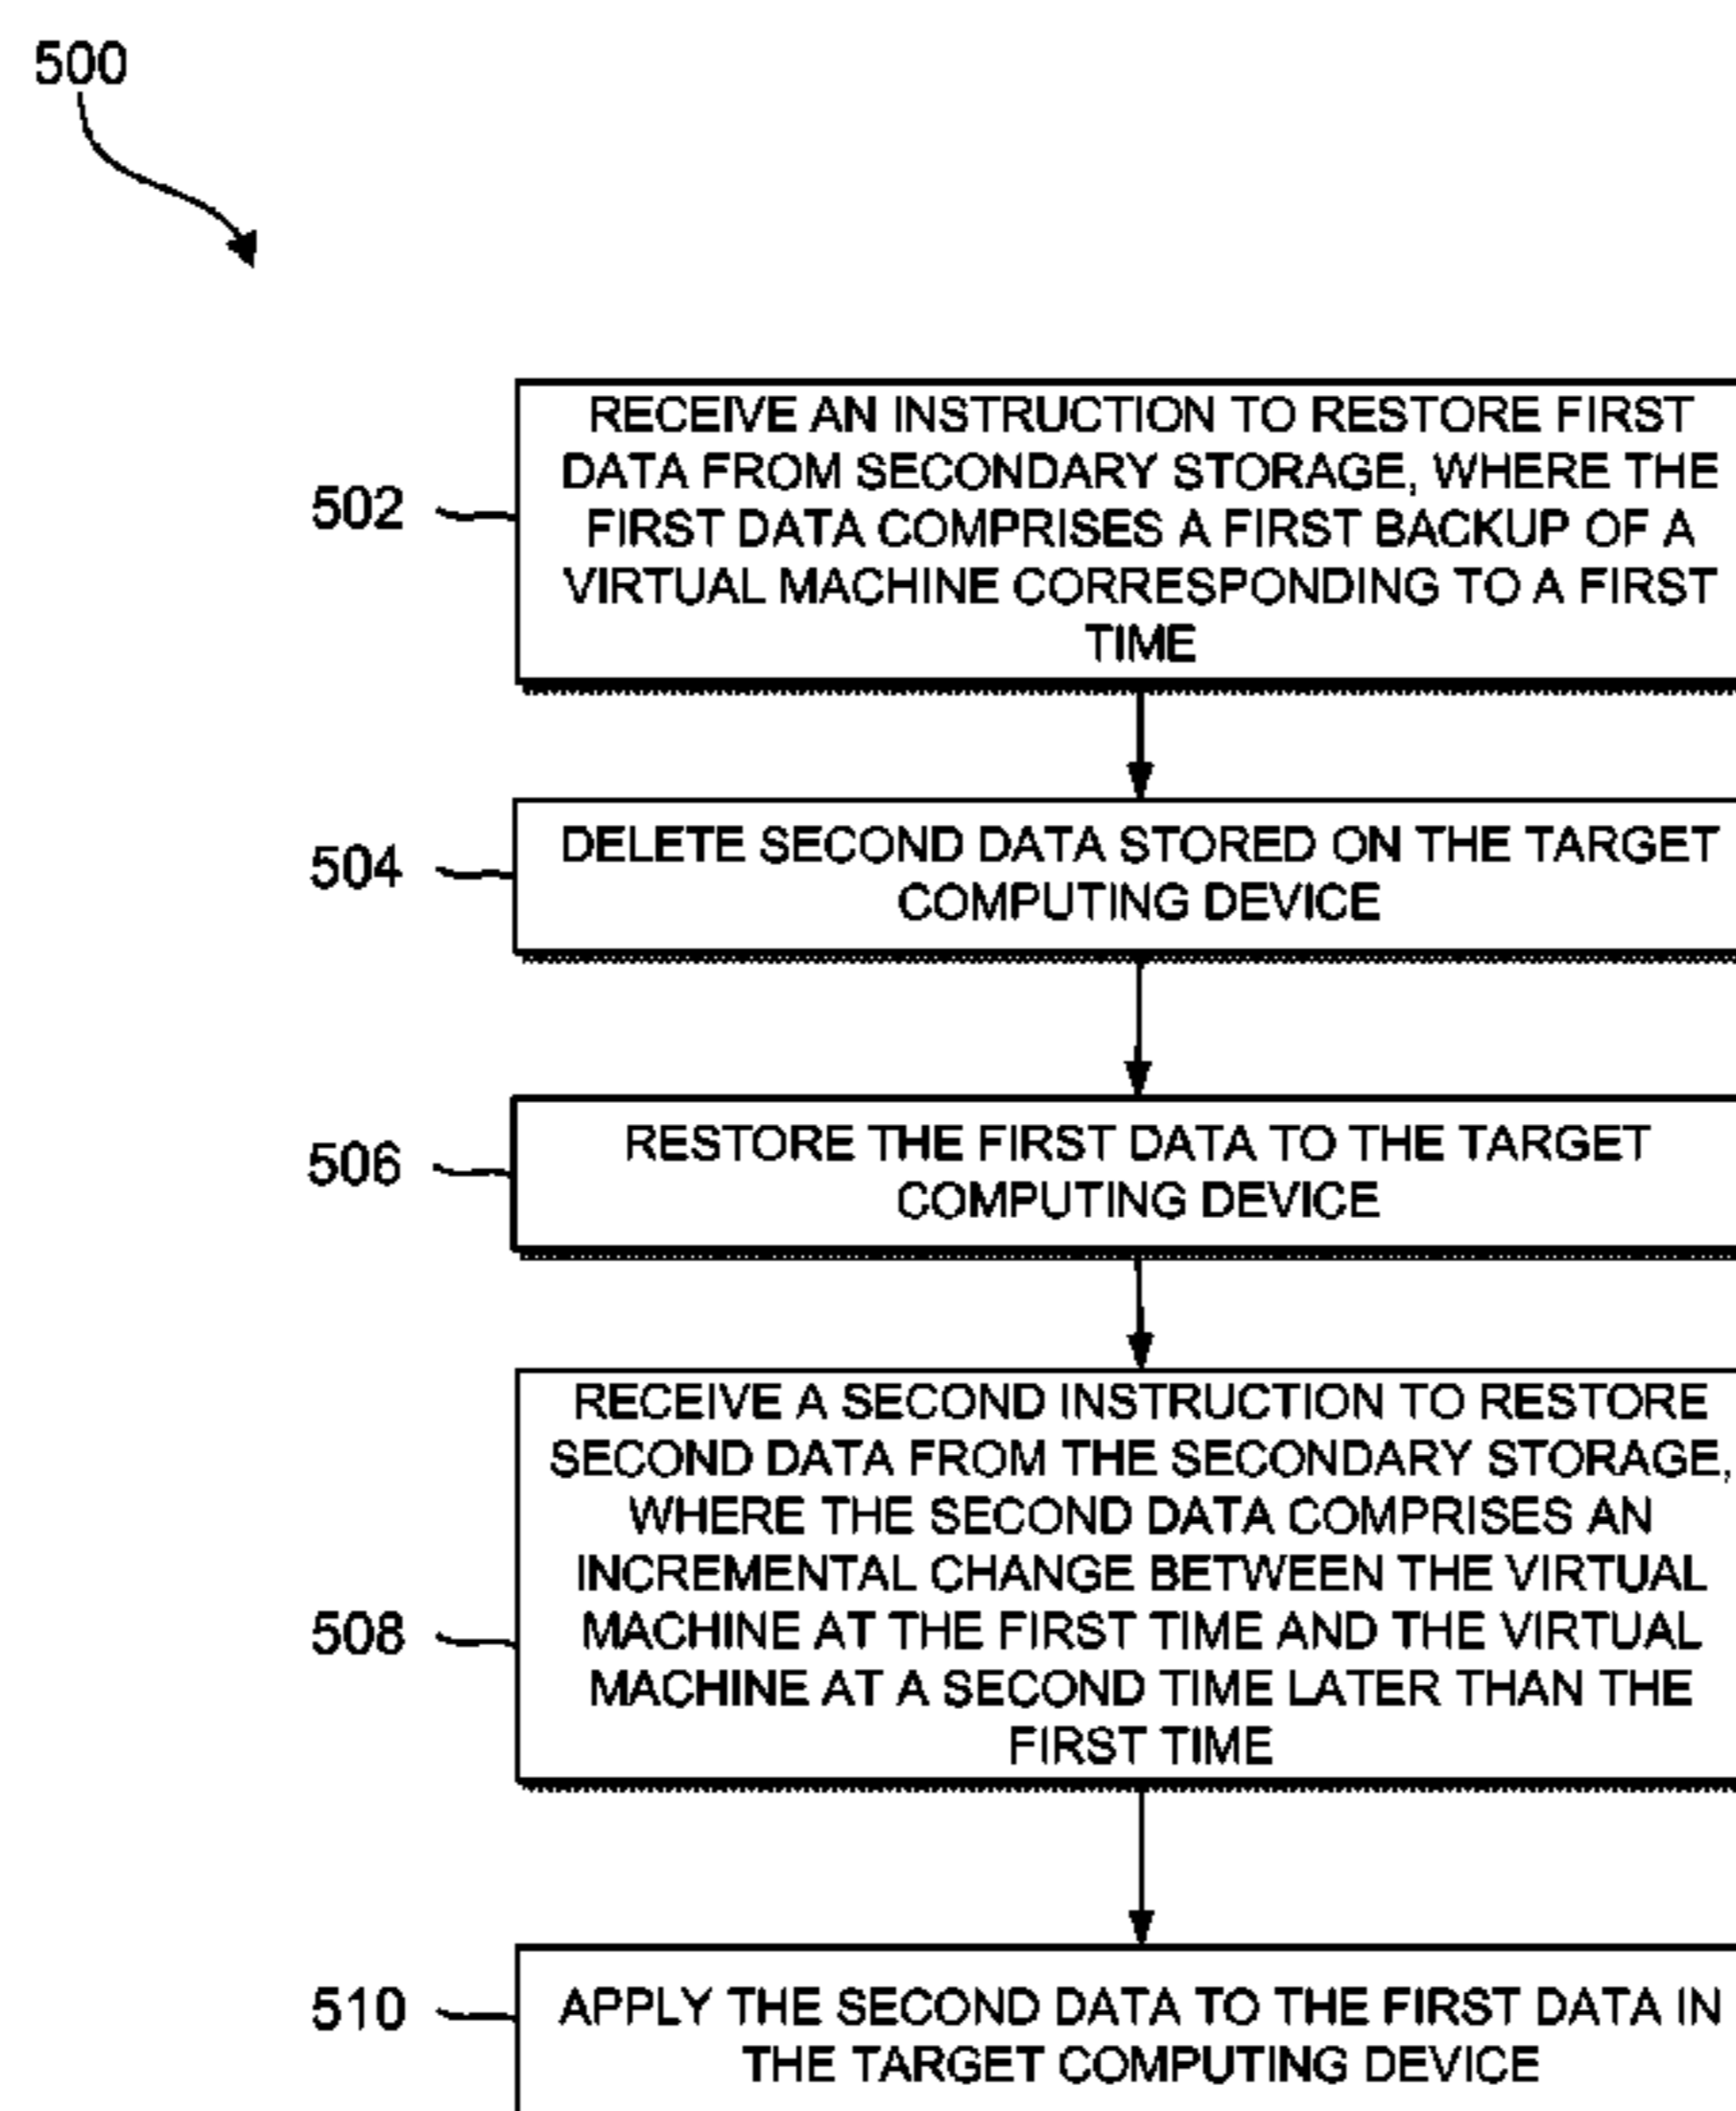 500
502
RECEIVE AN INSTRUCTION TO RESTORE FIRST
DATA FROM SECONDARY STORAGE, WHERE THE
FIRST DATA COMPRISES A FIRST BACKUP OF A
VIRTUAL MACHINE CORRESPONDING TO A FIRST
TIME
504
DELETE SECOND DATA STORED ON THE TARGET
COMPUTING DEVICE
506
RESTORE THE FIRST DATA TO THE TARGET
COMPUTING DEVICE
508
RECEIVE A SECOND INSTRUCTION TO RESTORE
SECOND DATA FROM THE SECONDARY STORAGE,
WHERE THE SECOND DATA COMPRISES AN
INCREMENTAL CHANGE BETWEEN THE VIRTUAL
MACHINE AT THE FIRST TIME AND THE VIRTUAL
MACHINE AT A SECOND TIME LATER THAN THE
FIRST TIME
510
APPLY THE SECOND DATA TO THE FIRST DATA IN
THE TARGET COMPUTING DEVICE